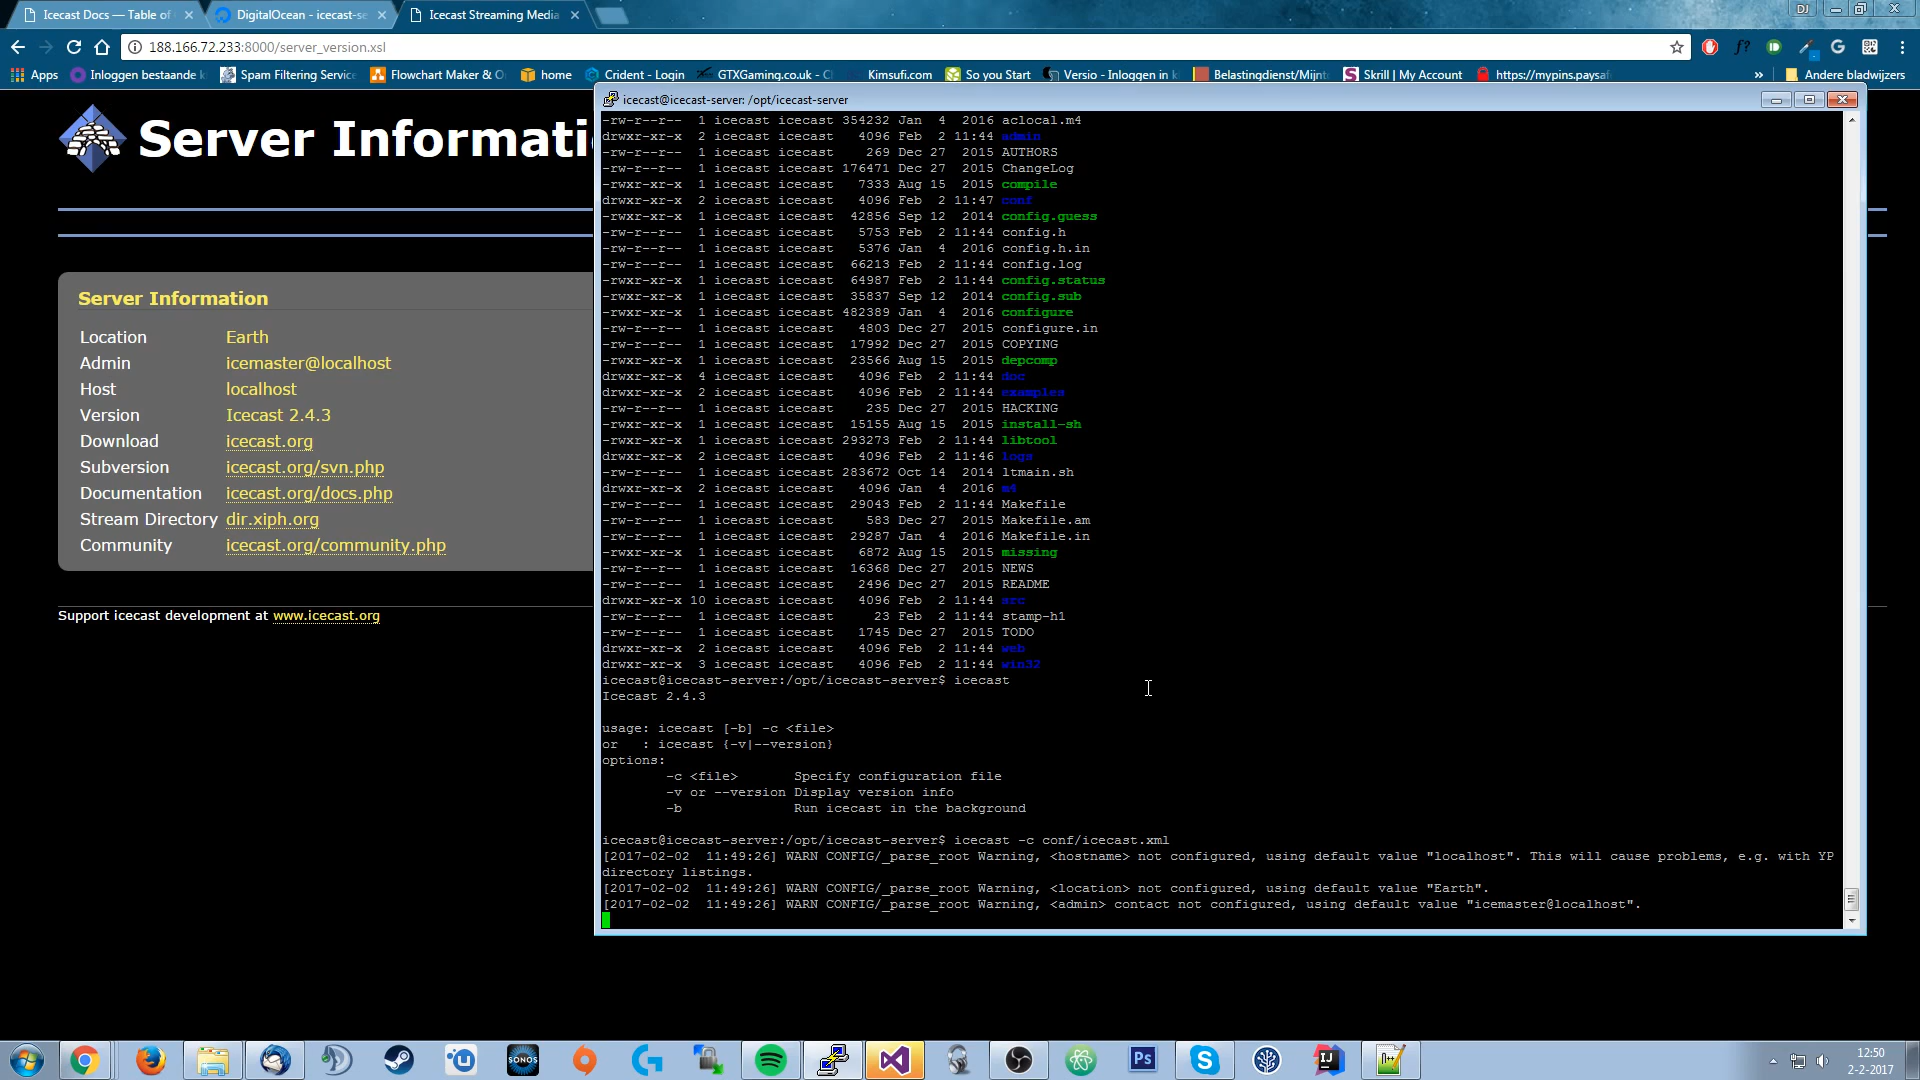 Icecast Docs — Table of
DigitalOcean - icecast-se
Icecast Streaming Media
DJ
188.166.72.233:8000/server_version.xsl
Apps
Inloggen bestaande k
Spam Filtering Service
Flowchart Maker & O
home
Crident - Login
GTXGaming.co.uk - C
Kimsufi.com
So you Start
Versio - Inloggen in k
Belastingdienst/Mijnt
Skrill | My Account
https://mypins.paysaf
»
Andere bladwijzers
Server Informati
Server Information
Location Earth
Admin icemaster@localhost
Host localhost
Version Icecast 2.4.3
Download icecast.org
Subversion icecast.org/svn.php
Documentation icecast.org/docs.php
Stream Directory dir.xiph.org
Community icecast.org/community.php
Support icecast development at www.icecast.org
icecast@icecast-server: /opt/icecast-server
-rw-r--r-- 1 icecast icecast 354232 Jan 4 2016 aclocal.m4
drwxr-xr-x 2 icecast icecast 4096 Feb 2 11:44 admin
-rw-r--r-- 1 icecast icecast 269 Dec 27 2015 AUTHORS
-rw-r--r-- 1 icecast icecast 176471 Dec 27 2015 ChangeLog
-rwxr-xr-x 1 icecast icecast 7333 Aug 15 2015 compile
drwxr-xr-x 2 icecast icecast 4096 Feb 2 11:47 conf
-rwxr-xr-x 1 icecast icecast 42856 Sep 12 2014 config.guess
-rw-r--r-- 1 icecast icecast 5753 Feb 2 11:44 config.h
-rw-r--r-- 1 icecast icecast 5376 Jan 4 2016 config.h.in
-rw-r--r-- 1 icecast icecast 66213 Feb 2 11:44 config.log
-rwxr-xr-x 1 icecast icecast 64987 Feb 2 11:44 config.status
-rwxr-xr-x 1 icecast icecast 35837 Sep 12 2014 config.sub
-rwxr-xr-x 1 icecast icecast 482389 Jan 4 2016 configure
-rw-r--r-- 1 icecast icecast 4803 Dec 27 2015 configure.in
-rw-r--r-- 1 icecast icecast 17992 Dec 27 2015 COPYING
-rwxr-xr-x 1 icecast icecast 23566 Aug 15 2015 depcomp
drwxr-xr-x 4 icecast icecast 4096 Feb 2 11:44 doc
drwxr-xr-x 2 icecast icecast 4096 Feb 2 11:44 examples
-rw-r--r-- 1 icecast icecast 235 Dec 27 2015 HACKING
-rwxr-xr-x 1 icecast icecast 15155 Aug 15 2015 install-sh
-rwxr-xr-x 1 icecast icecast 293273 Feb 2 11:44 libtool
drwxr-xr-x 2 icecast icecast 4096 Feb 2 11:46 logs
-rw-r--r-- 1 icecast icecast 283672 Oct 14 2014 ltmain.sh
drwxr-xr-x 2 icecast icecast 4096 Jan 4 2016 m4
-rw-r--r-- 1 icecast icecast 29043 Feb 2 11:44 Makefile
-rw-r--r-- 1 icecast icecast 583 Dec 27 2015 Makefile.am
-rw-r--r-- 1 icecast icecast 29287 Jan 4 2016 Makefile.in
-rwxr-xr-x 1 icecast icecast 6872 Aug 15 2015 missing
-rw-r--r-- 1 icecast icecast 16368 Dec 27 2015 NEWS
-rw-r--r-- 1 icecast icecast 2496 Dec 27 2015 README
drwxr-xr-x 10 icecast icecast 4096 Feb 2 11:44 src
-rw-r--r-- 1 icecast icecast 23 Feb 2 11:44 stamp-h1
-rw-r--r-- 1 icecast icecast 1745 Dec 27 2015 TODO
drwxr-xr-x 2 icecast icecast 4096 Feb 2 11:44 web
drwxr-xr-x 3 icecast icecast 4096 Feb 2 11:44 win32
icecast@icecast-server:/opt/icecast-server$ icecast
Icecast 2.4.3
usage: icecast [-b] -c <file>
or : icecast {-v|--version}
options:
-c <file> Specify configuration file
-v or --version Display version info
-b Run icecast in the background
icecast@icecast-server:/opt/icecast-server$ icecast -c conf/icecast.xml
[2017-02-02 11:49:26] WARN CONFIG/_parse_root Warning, <hostname> not configured, using default value "localhost". This will cause problems, e.g. with YP
directory listings.
[2017-02-02 11:49:26] WARN CONFIG/_parse_root Warning, <location> not configured, using default value "Earth".
[2017-02-02 11:49:26] WARN CONFIG/_parse_root Warning, <admin> contact not configured, using default value "icemaster@localhost".
SONOS
Ps
IJ
12:50
2-2-2017